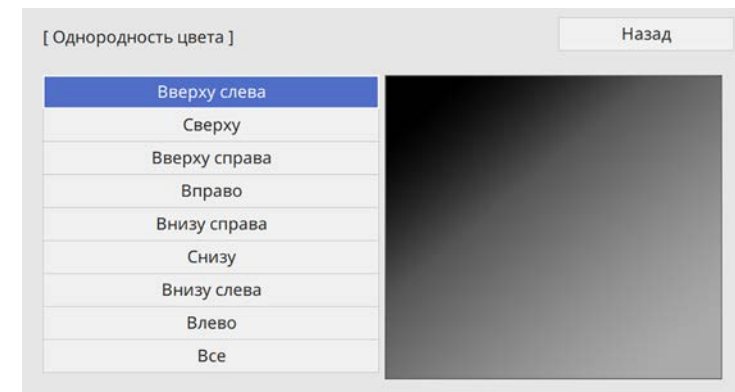 [ Однородность цвета ]
Назад
Вверху слева
Сверху
Вверху справа
Вправо
Внизу справа
Снизу
Внизу слева
Влево
Все